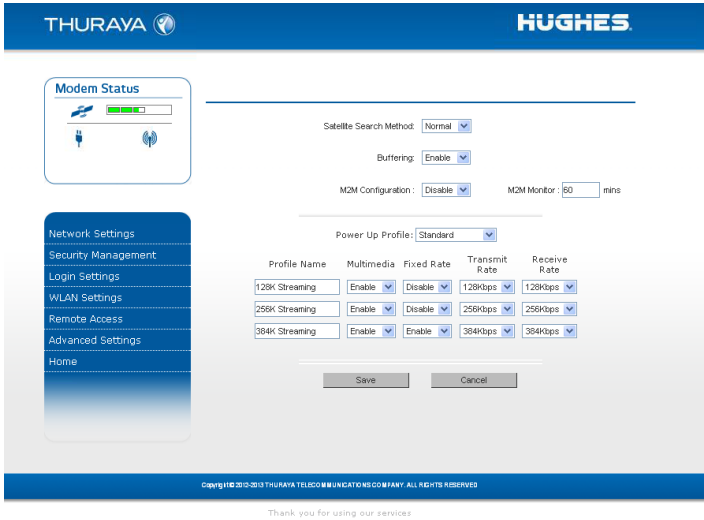 THURAYA
HUGHES.
Modem Status
Satellite Search Method: Normal
Buffering: Enable
M2M Configuration : Disable M2M Monitor : 60 mins
Network Settings
Security Management
Login Settings
WLAN Settings
Remote Access
Advanced Settings
Home
Power Up Profile: Standard
Profile Name Multimedia Fixed Rate Transmit Rate Receive Rate
128K Streaming Enable Disable 128Kbps 128Kbps
256K Streaming Enable Disable 256Kbps 256Kbps
384K Streaming Enable Enable 384Kbps 384Kbps
Save Cancel
Copyright© 2012-2013 THURAYA TELECOMMUNICATIONS COMPANY. ALL RIGHTS RESERVED
Thank you for using our services